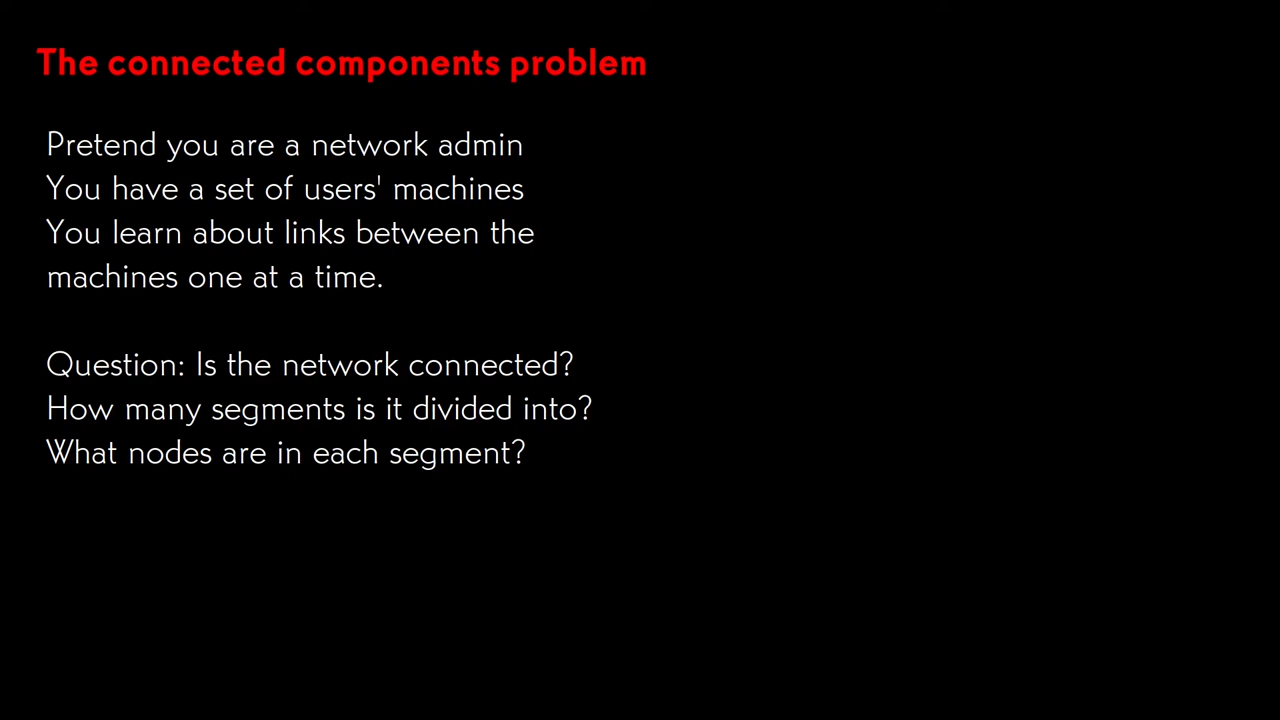 The connected components problem
Pretend you are a network admin
You have a set of users' machines
You learn about links between the
machines one at a time.
Question: Is the network connected?
How many segments is it divided into?
What nodes are in each segment?